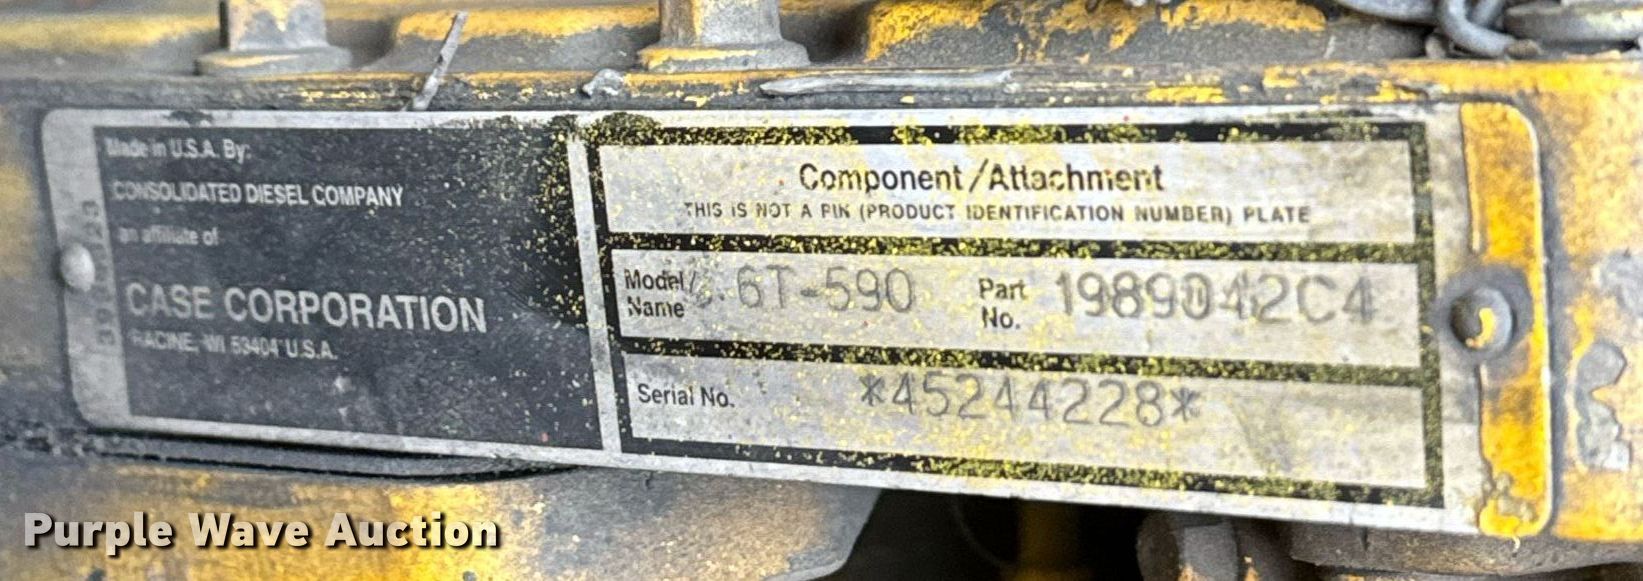 Made in U.S.A. By:
CONSOLIDATED DIESEL COMPANY
an affiliate of
CASE CORPORATION
RACINE, WI 53404 U.S.A.
Component/Attachment
THIS IS NOT A PIN (PRODUCT IDENTIFICATION NUMBER) PLATE
Model/
Name
6T-590
Part
No.
1989042C4
Serial No.
*45244228*
Purple Wave Auction